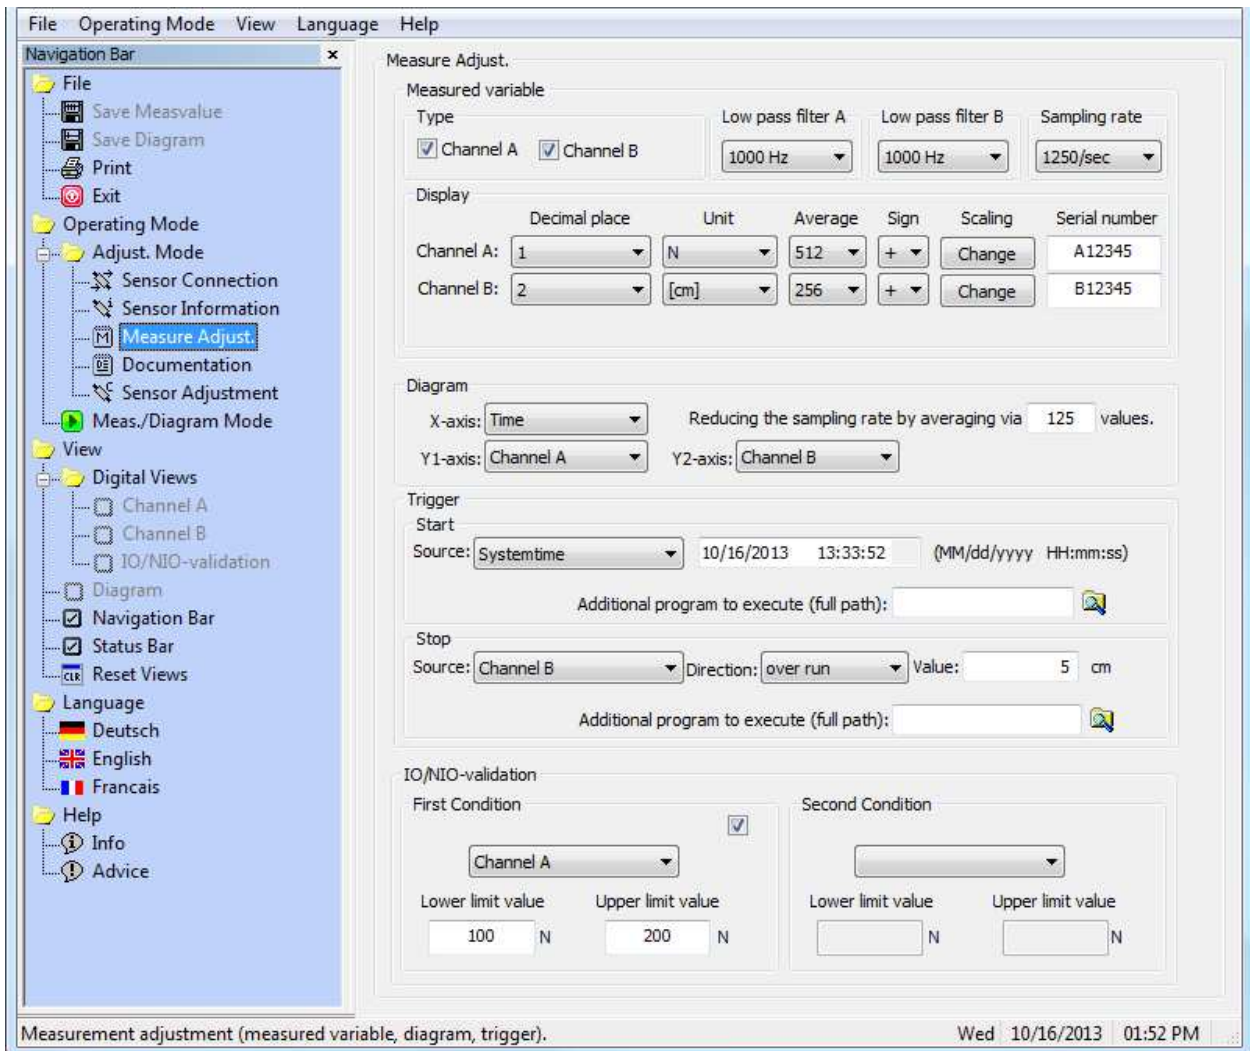 File Operating Mode View Language Help
Navigation Bar x
File
Save Measvalue
Save Diagram
Print
Exit
Operating Mode
Adjust. Mode
Sensor Connection
Sensor Information
M Measure Adjust.
Documentation
Sensor Adjustment
Meas./Diagram Mode
View
Digital Views
Channel A
Channel B
IO/NIO-validation
Diagram
Navigation Bar
Status Bar
CLR Reset Views
Language
Deutsch
English
Francais
Help
Info
Advice
Measure Adjust.
Measured variable
Type Low pass filter A Low pass filter B Sampling rate
Channel A Channel B 1000 Hz 1000 Hz 1250/sec
Display
Decimal place Unit Average Sign Scaling Serial number
Channel A: 1 N 512 + Change A12345
Channel B: 2 [cm] 256 + Change B12345
Diagram
X-axis: Time Reducing the sampling rate by averaging via 125 values.
Y1-axis: Channel A Y2-axis: Channel B
Trigger
Start
Source: Systemtime 10/16/2013 13:33:52 (MM/dd/yyyy HH:mm:ss)
Additional program to execute (full path):
Stop
Source: Channel B Direction: over run Value: 5 cm
Additional program to execute (full path):
IO/NIO-validation
First Condition Second Condition
Channel A
Lower limit value Upper limit value Lower limit value Upper limit value
100 N 200 N N N
Measurement adjustment (measured variable, diagram, trigger). Wed 10/16/2013 01:52 PM